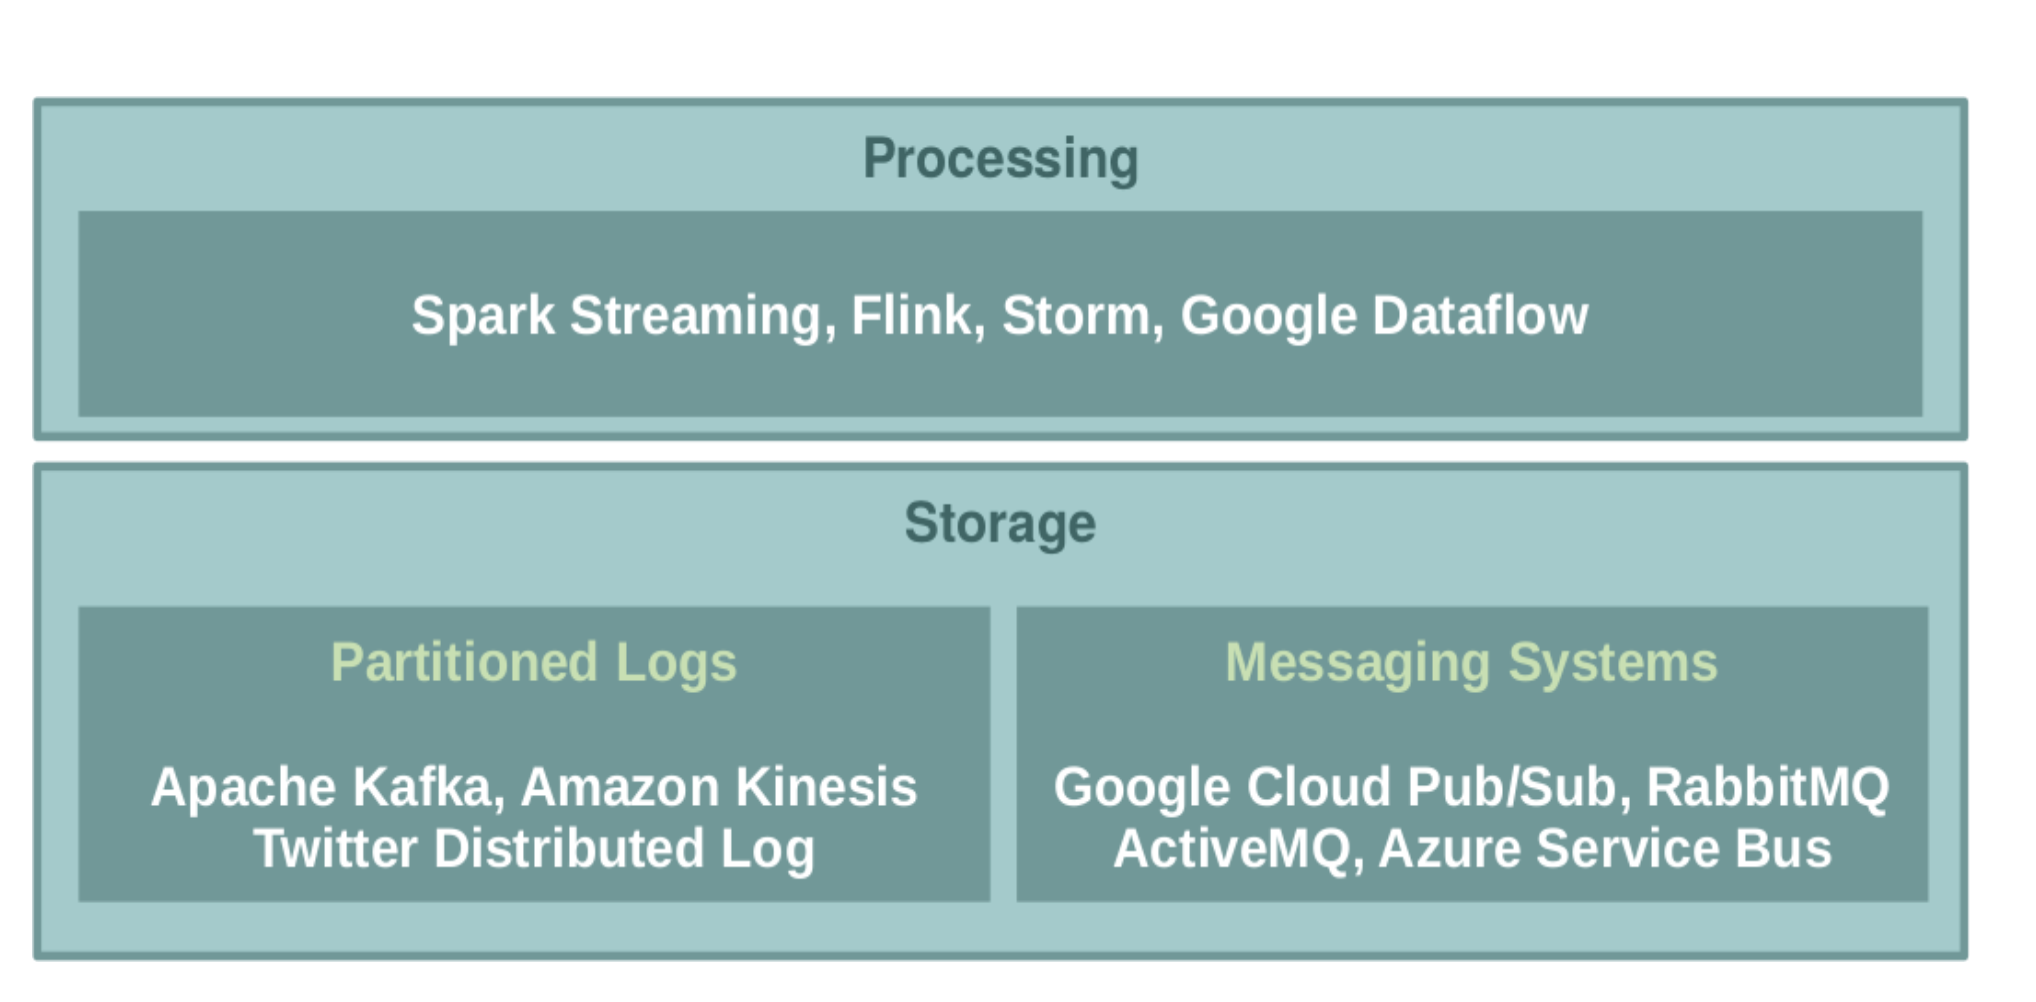 Processing
Spark Streaming, Flink, Storm, Google Dataflow
Storage
Partitioned Logs
Apache Kafka, Amazon Kinesis
Twitter Distributed Log
Messaging Systems
Google Cloud Pub/Sub, RabbitMQ
ActiveMQ, Azure Service Bus